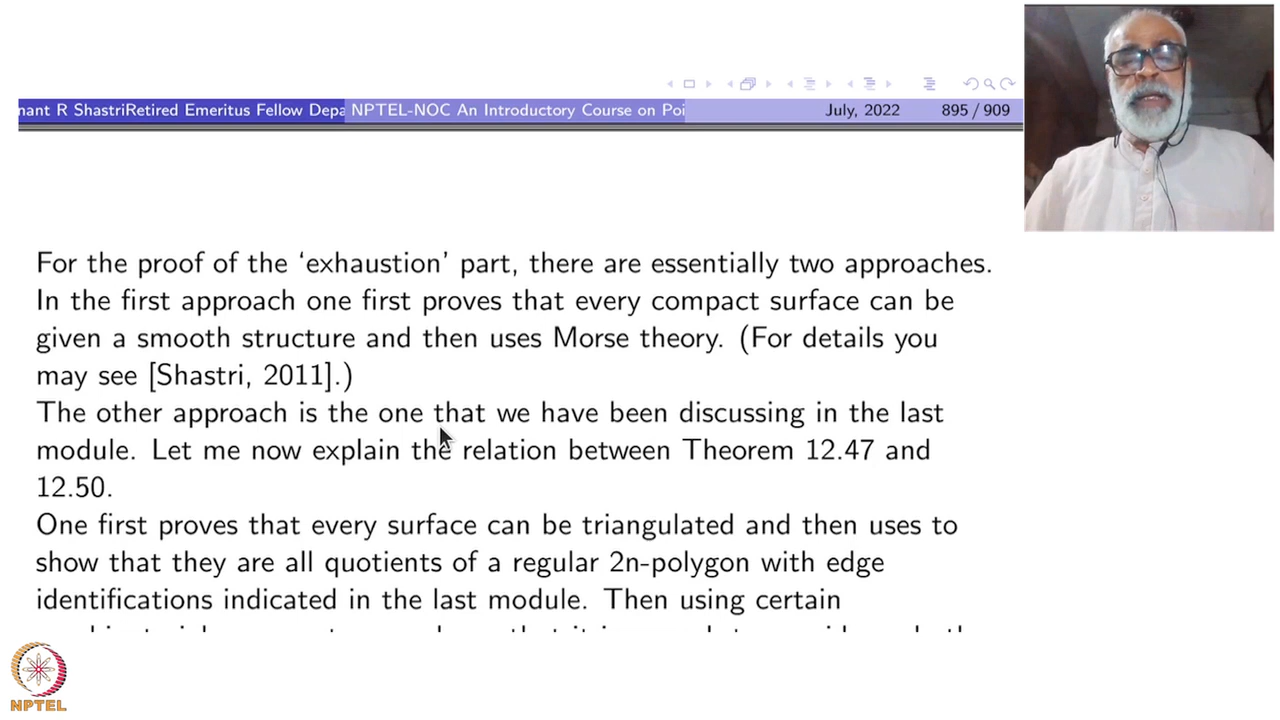 nant R ShastriRetired Emeritus Fellow Depa NPTEL-NOC An Introductory Course on Poi July, 2022 895 / 909
For the proof of the ‘exhaustion’ part, there are essentially two approaches.
In the first approach one first proves that every compact surface can be
given a smooth structure and then uses Morse theory. (For details you
may see [Shastri, 2011].)
The other approach is the one that we have been discussing in the last
module. Let me now explain the relation between Theorem 12.47 and
12.50.
One first proves that every surface can be triangulated and then uses to
show that they are all quotients of a regular 2n-polygon with edge
identifications indicated in the last module. Then using certain
NPTEL